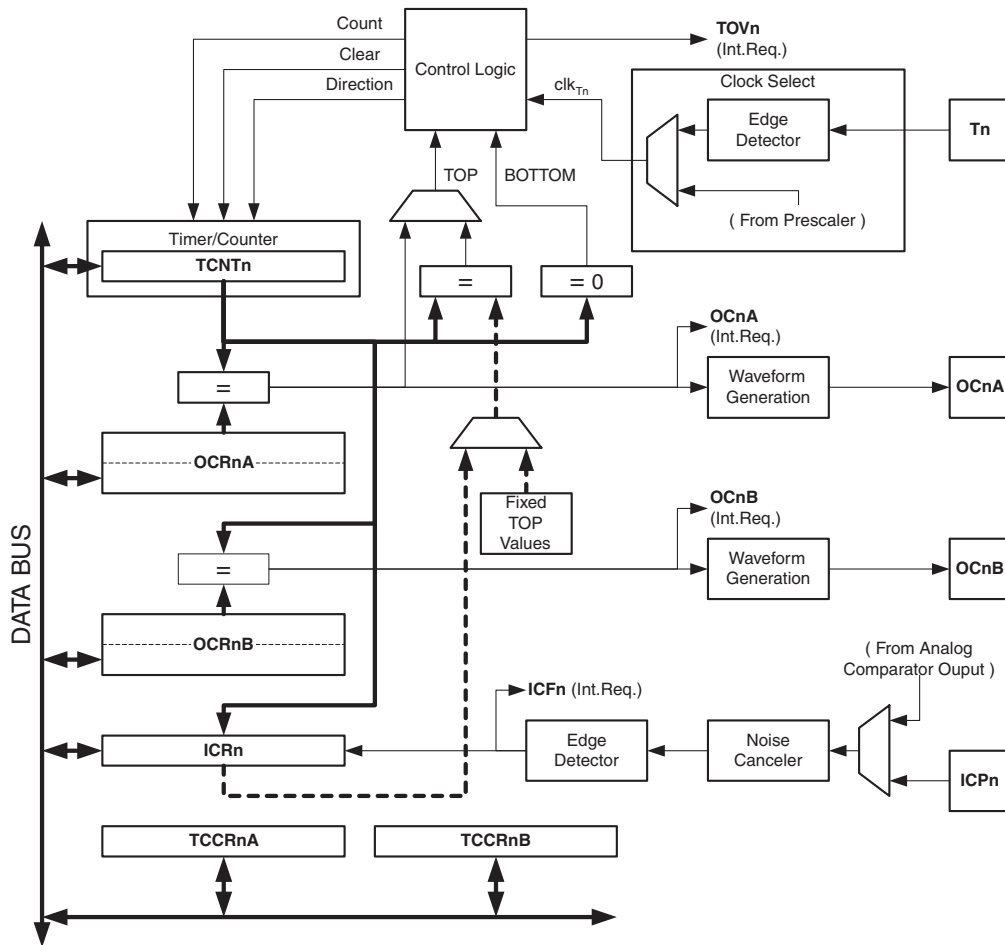 Count
Clear
Direction
Control Logic
TOVn
(Int.Req.)
clkTn
Clock Select
Edge
Detector
Tn
( From Prescaler )
TOP
BOTTOM
Timer/Counter
TCNTn
=
= 0
OCnA
(Int.Req.)
=
Waveform
Generation
OCnA
OCRnA
Fixed
TOP
Values
OCnB
(Int.Req.)
=
Waveform
Generation
OCnB
DATA BUS
OCRnB
( From Analog
Comparator Ouput )
ICFn (Int.Req.)
ICRn
Edge
Detector
Noise
Canceler
ICPn
TCCRnA
TCCRnB